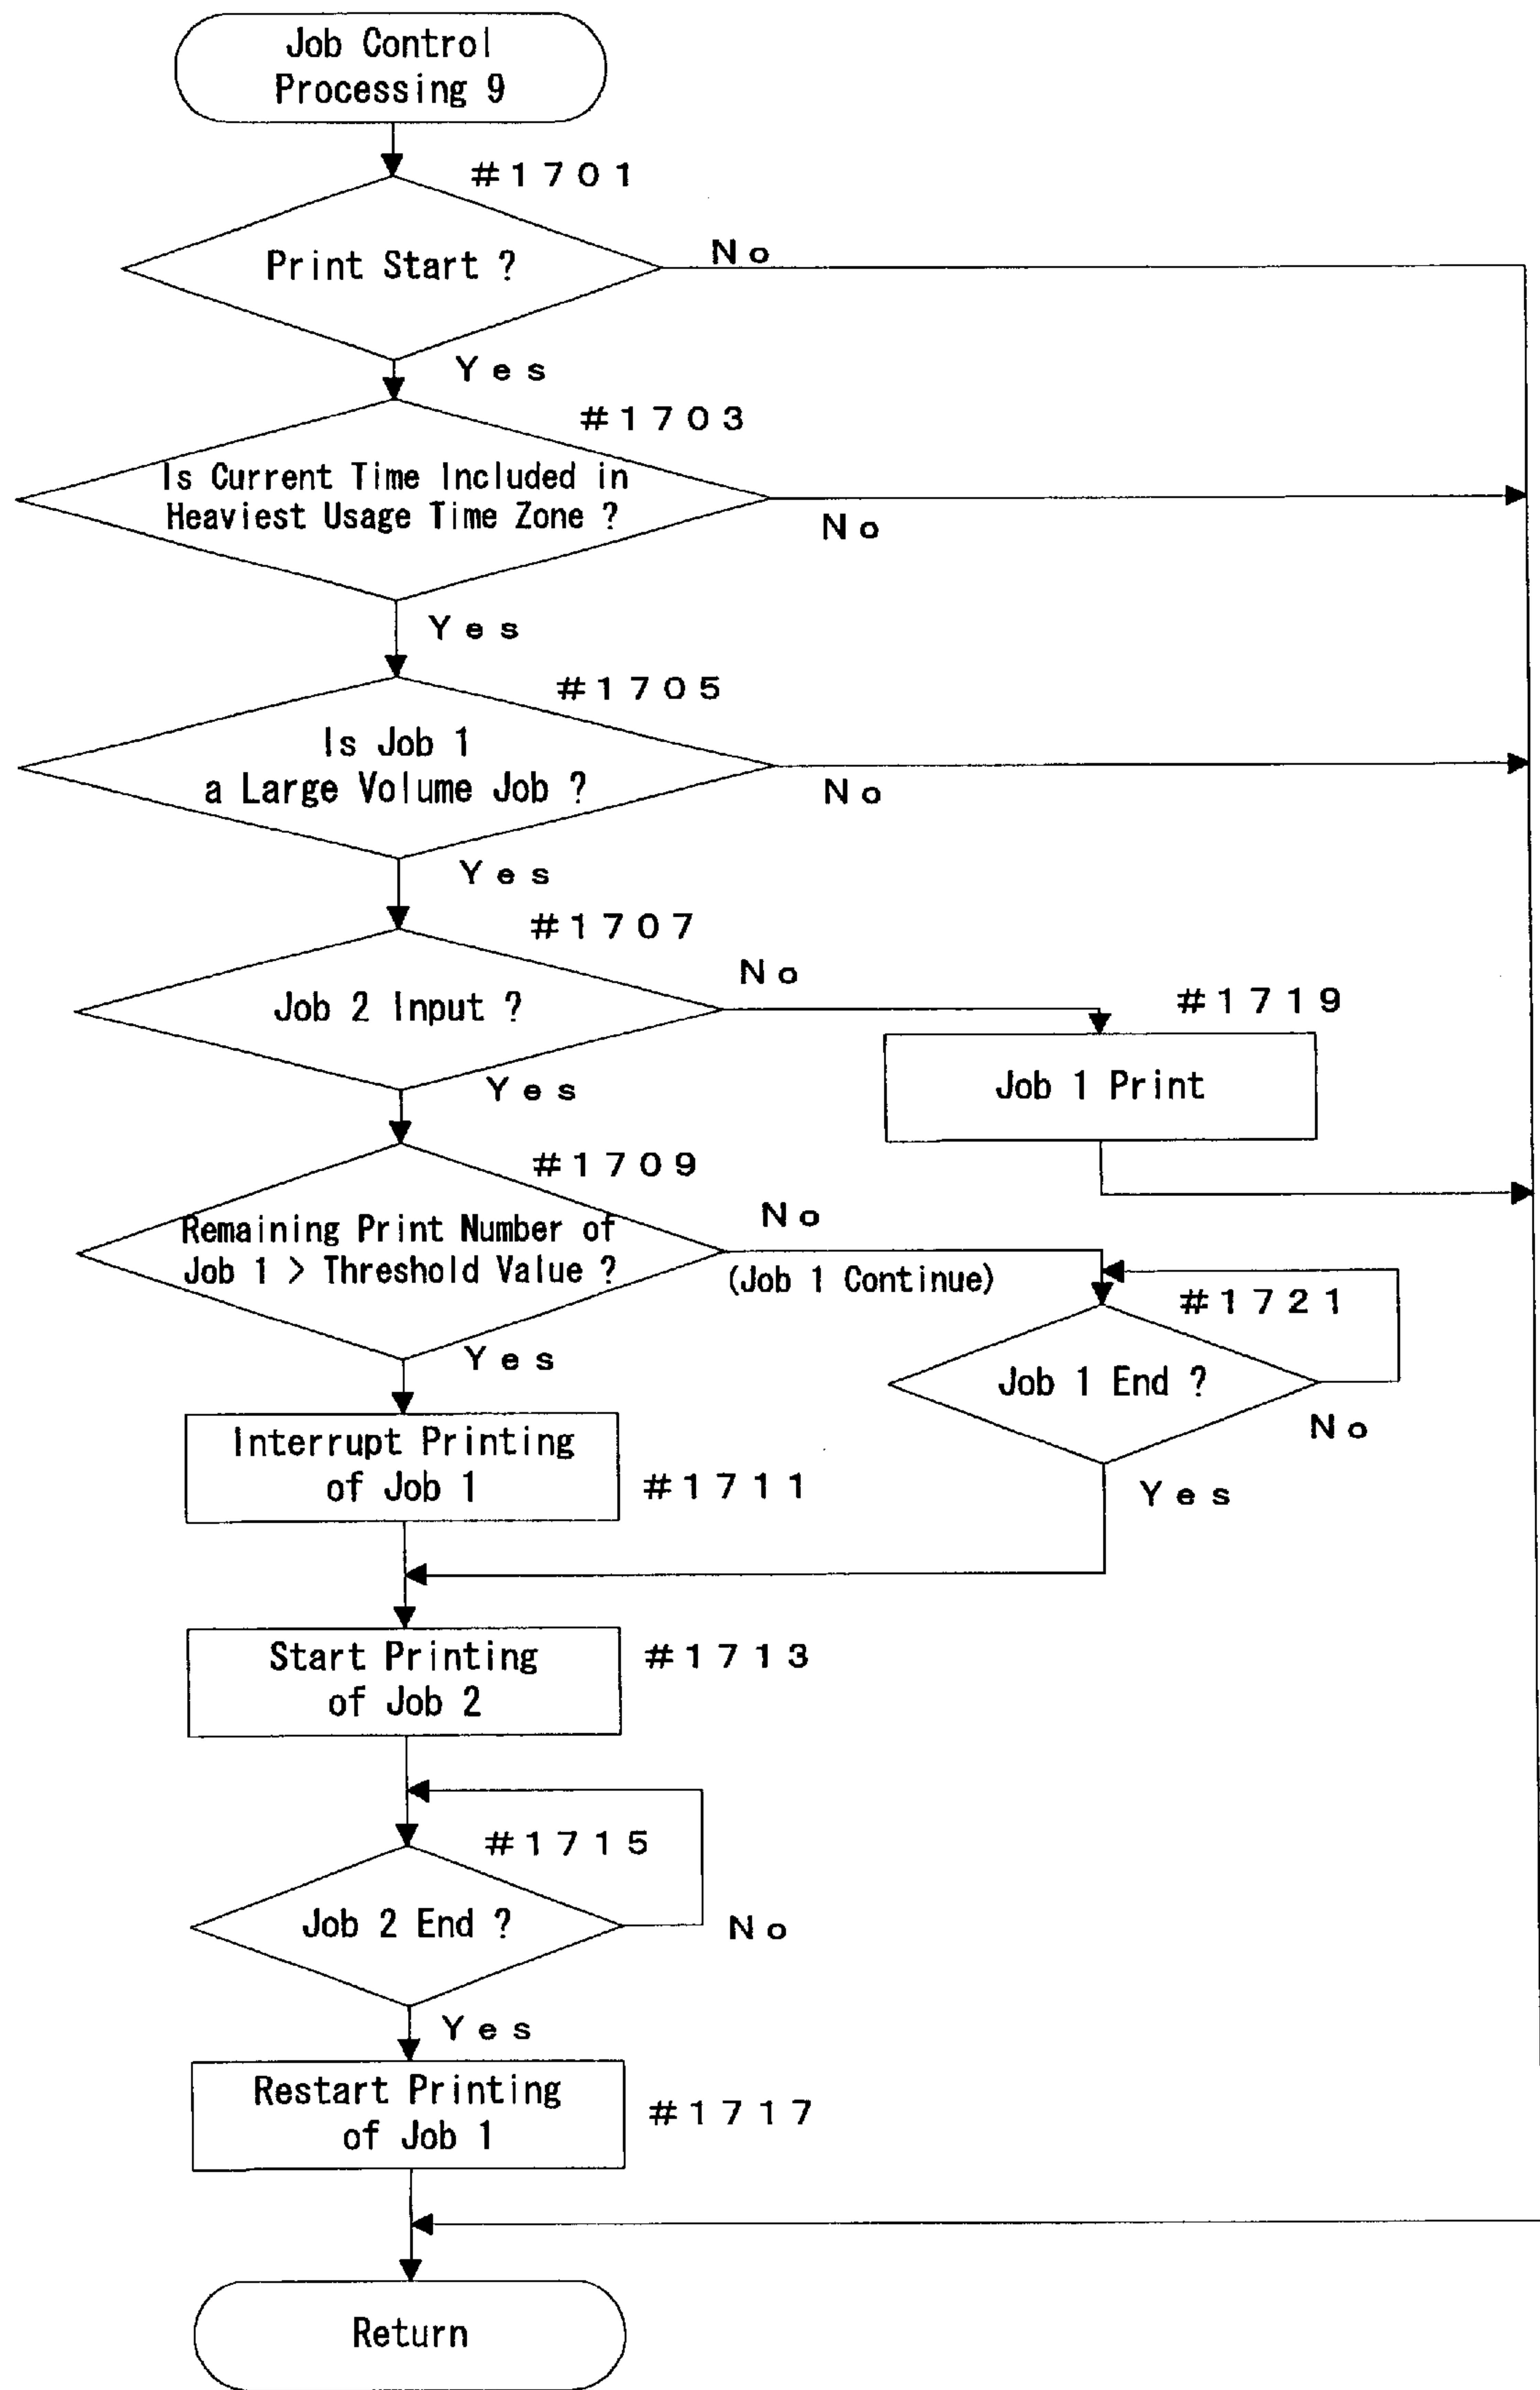 Job Control
Processing 9
#1701
Print Start ?
No
Yes
#1703
Is Current Time Included in
Heaviest Usage Time Zone ?
No
Yes
#1705
Is Job 1
a Large Volume Job ?
No
Yes
#1707
Job 2 Input ?
No
Yes
#1719
Job 1 Print
#1709
Remaining Print Number of
Job 1 > Threshold Value ?
No
(Job 1 Continue)
Yes
#1721
Job 1 End ?
No
Yes
Interrupt Printing
of Job 1
#1711
Start Printing
of Job 2
#1713
#1715
Job 2 End ?
No
Yes
Restart Printing
of Job 1
#1717
Return